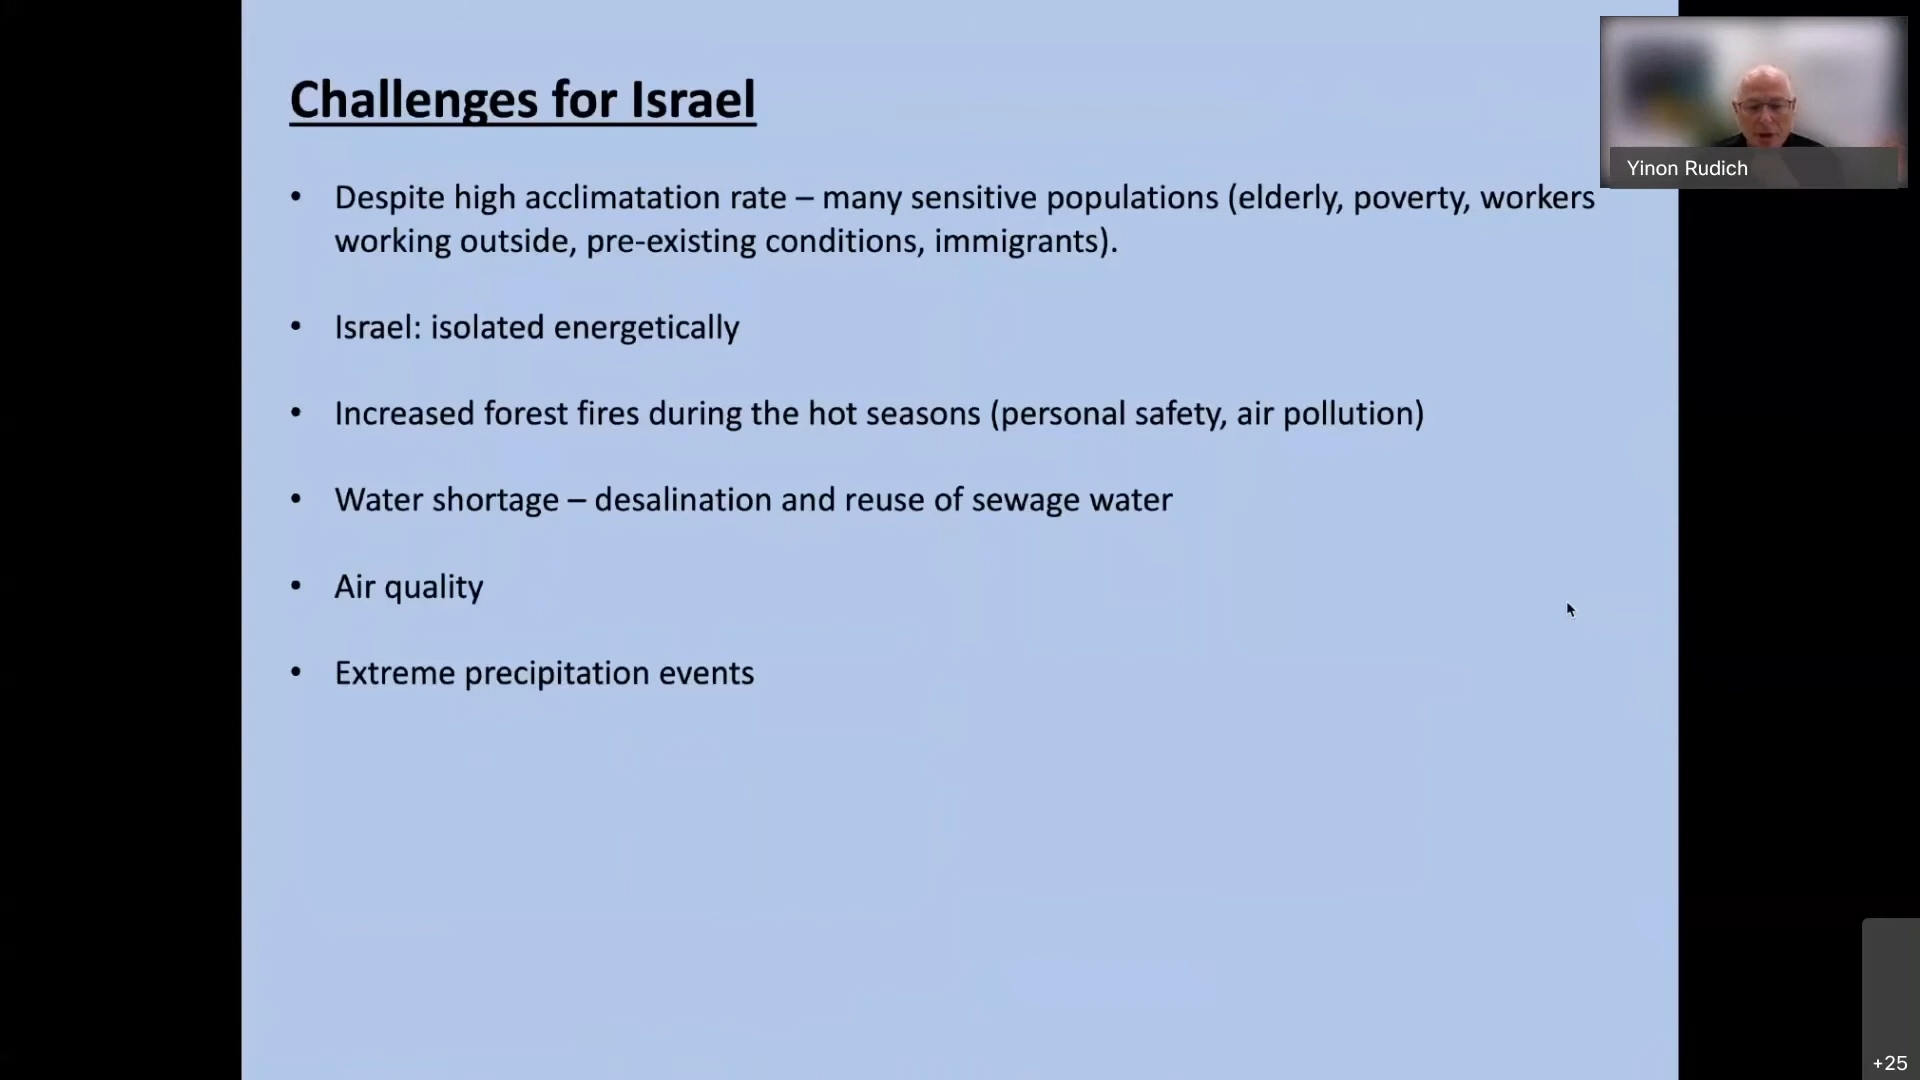 Challenges for Israel
Yinon Rudich
• Despite high acclimatation rate – many sensitive populations (elderly, poverty, workers
working outside, pre-existing conditions, immigrants).
• Israel: isolated energetically
• Increased forest fires during the hot seasons (personal safety, air pollution)
• Water shortage – desalination and reuse of sewage water
• Air quality
• Extreme precipitation events
+25